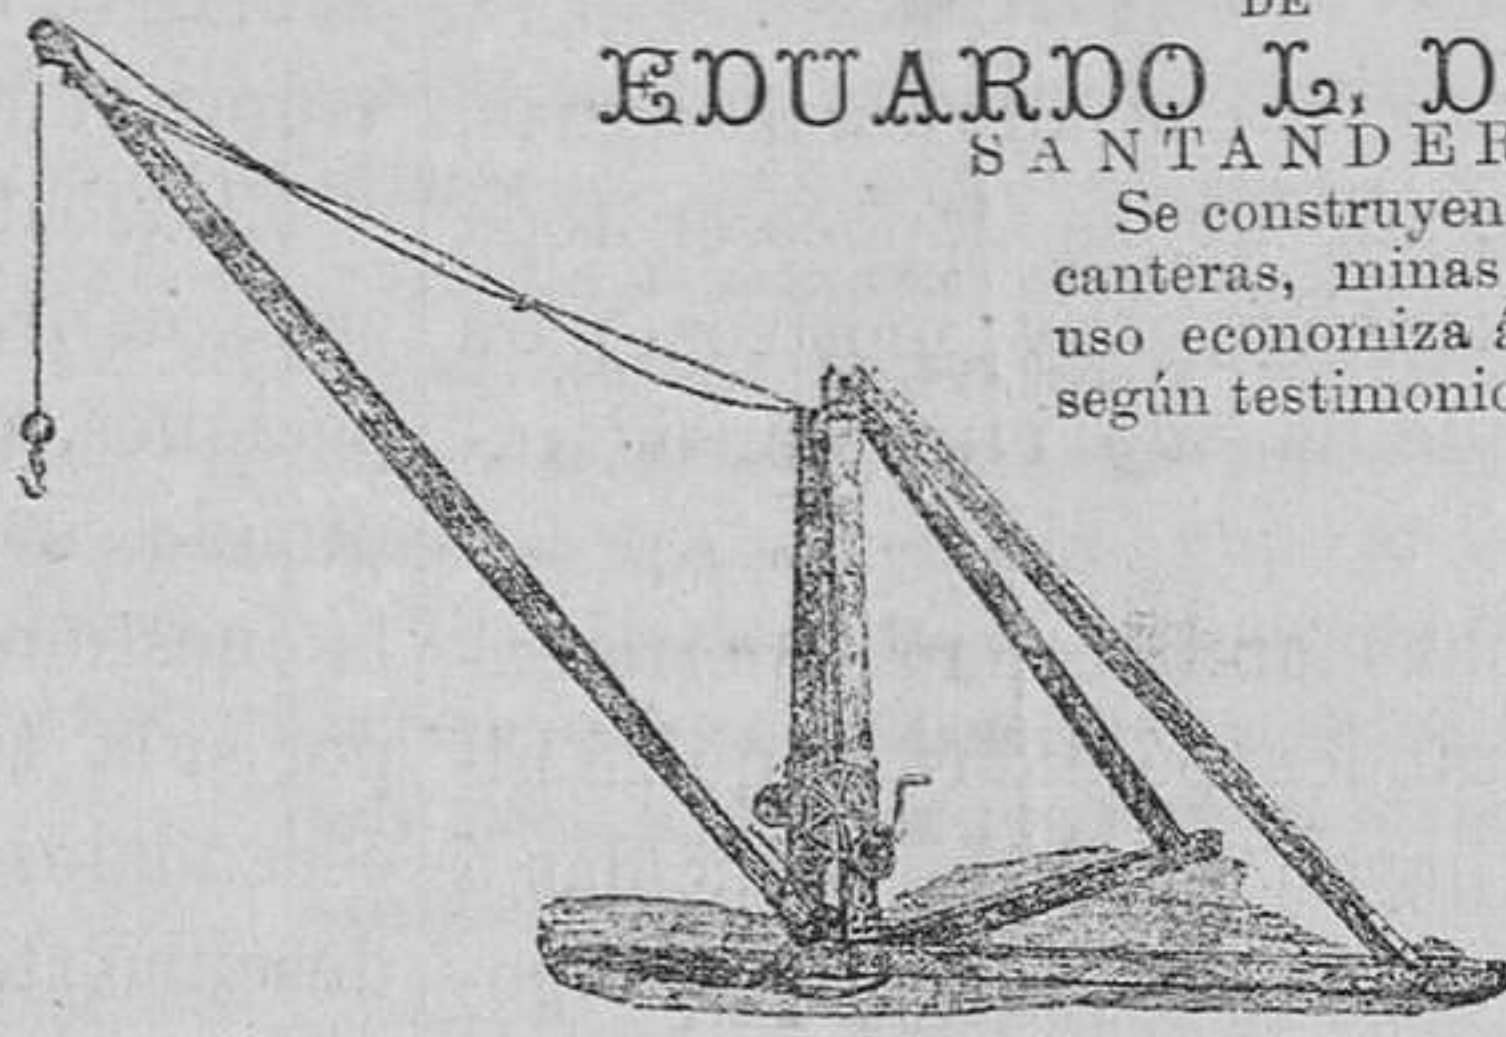 DE
EDUARDO L. D
SANTANDER
Se construyen
canteras, minas
uso economiza á
según testimonio